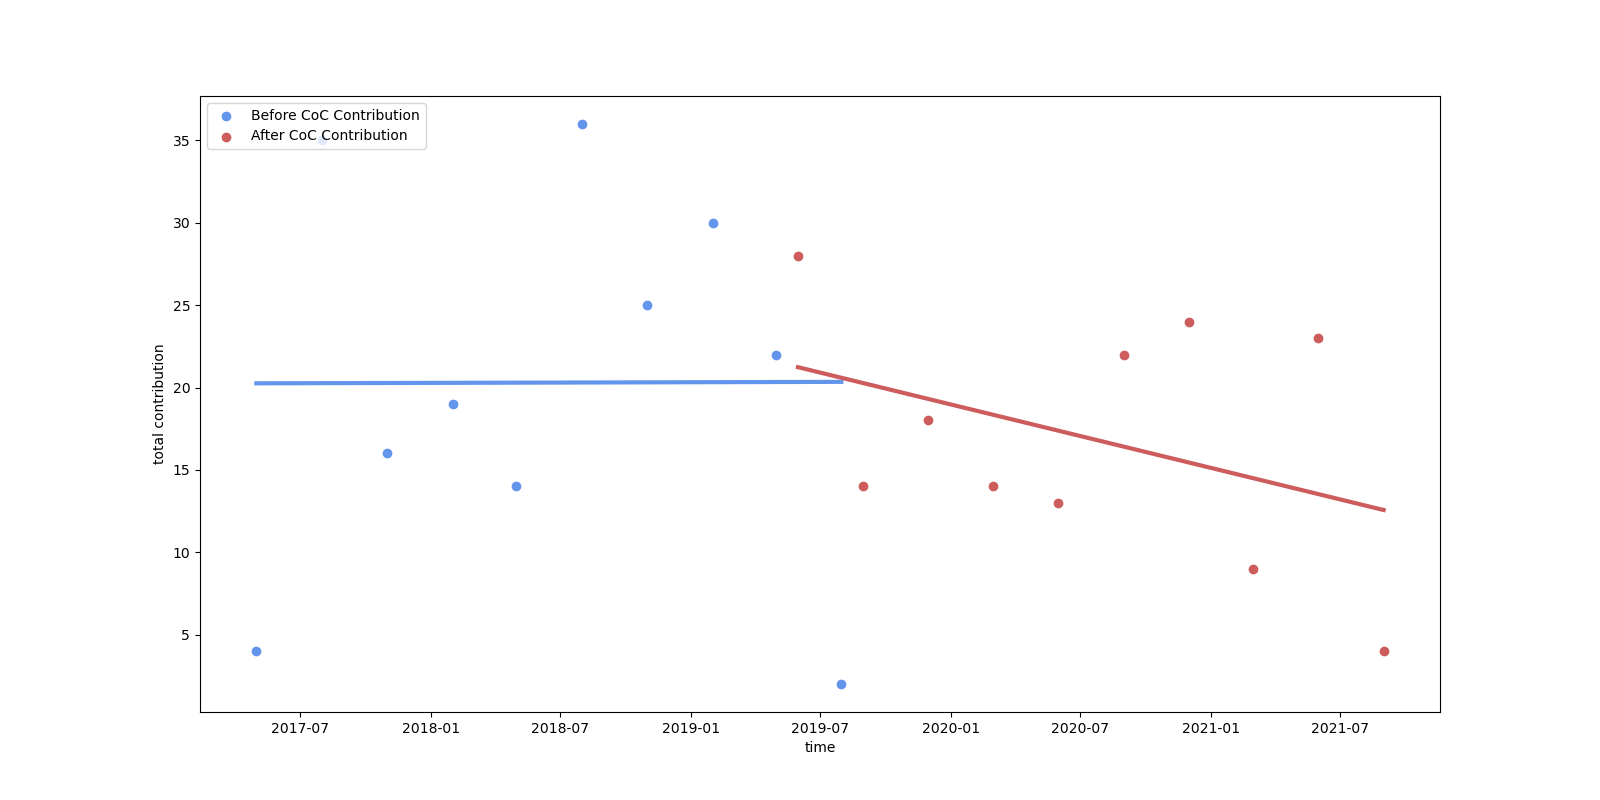 Before CoC Contribution
After CoC Contribution
35
30
25
20
15
10
5
total contribution
2017-07 2018-01 2018-07 2019-01 2019-07 2020-01 2020-07 2021-01 2021-07
time